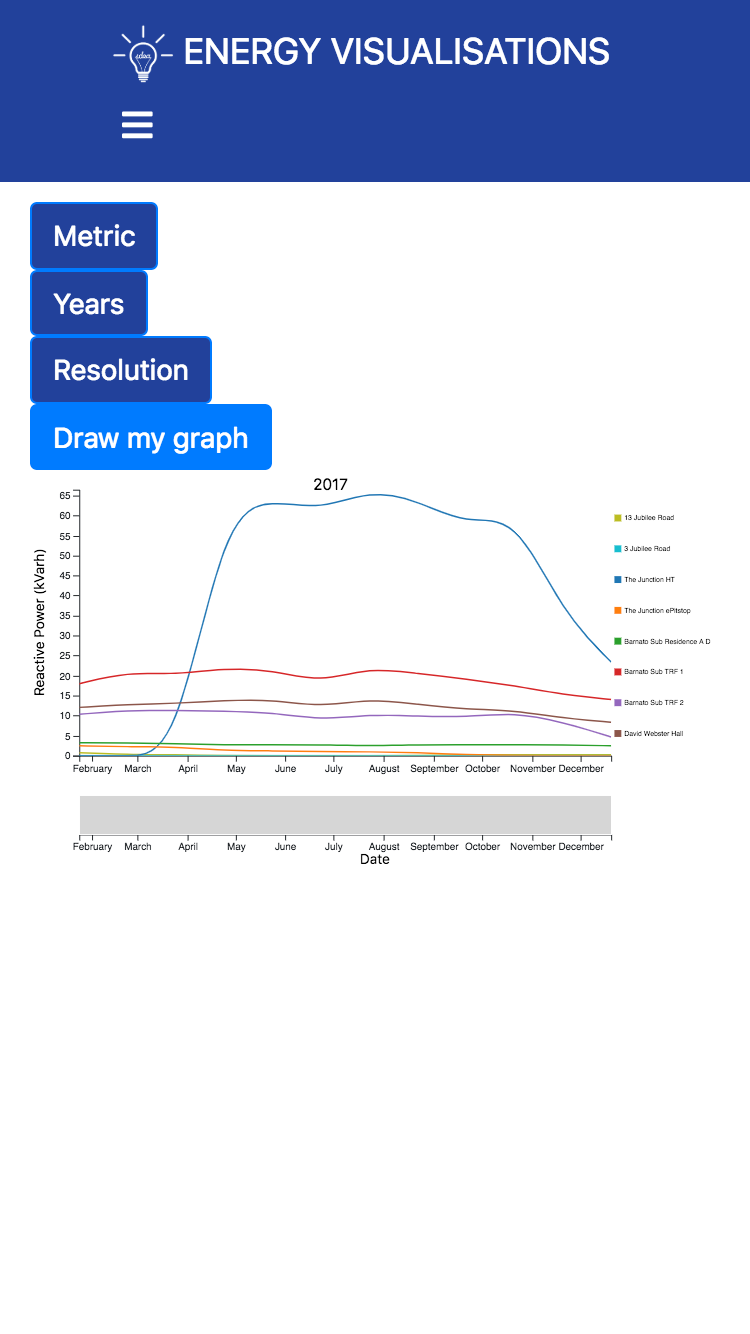 idea
ENERGY VISUALISATIONS
Metric
Years
Resolution
Draw my graph
2017
Reactive Power (kVarh)
65
60
55
50
45
40
35
30
25
20
15
10
5
0
February March April May June July August September October November December
13 Jubilee Road
3 Jubilee Road
The Junction HT
The Junction ePitstop
Barnato Sub Residence A D
Barnato Sub TRF 1
Barnato Sub TRF 2
David Webster Hall
February March April May June July August September October November December
Date